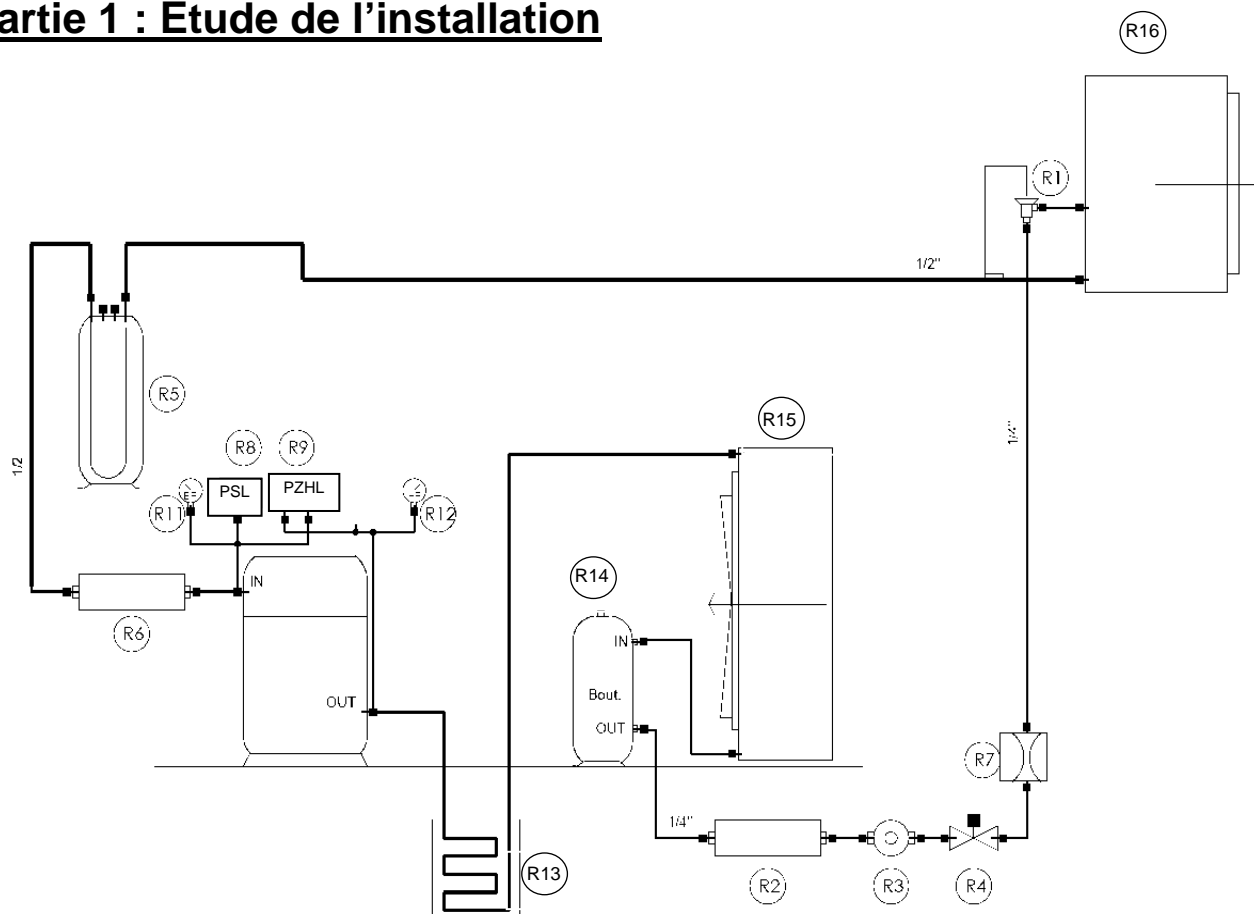 artie 1 : Etude de l'installation
R16
R1
1/2"
R5
R15
1/4"
1/2
R8
R9
PSL
PZHL
R11
R12
IN
R14
R6
IN
Bout.
OUT
OUT
R7
1/4"
R13
R2
R3
R4